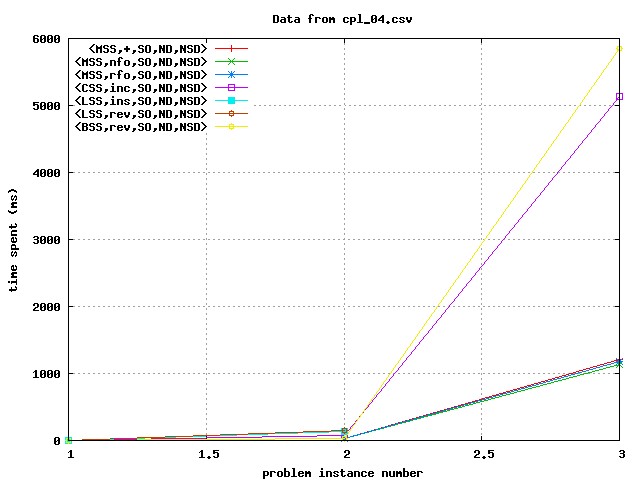 Data from cpl_04.csv
6000
5000
4000
3000
2000
1000
0
time spent (ms)
<MSS,+,SO,ND,NSD>
<MSS,nfo,SO,ND,NSD>
<MSS,rfo,SO,ND,NSD>
<CSS,inc,SO,ND,NSD>
<LSS,ins,SO,ND,NSD>
<LSS,rev,SO,ND,NSD>
<BSS,rev,SO,ND,NSD>
1 1.5 2 2.5 3
problem instance number